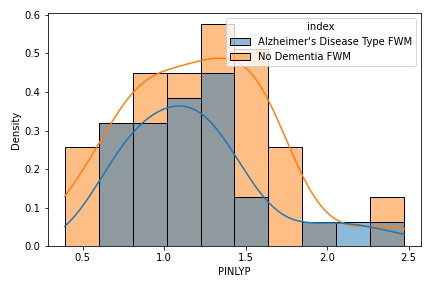 index
Alzheimer's Disease Type FWM
No Dementia FWM
Density
0.6
0.5
0.4
0.3
0.2
0.1
0.0
0.5 1.0 1.5 2.0 2.5
PINLYP